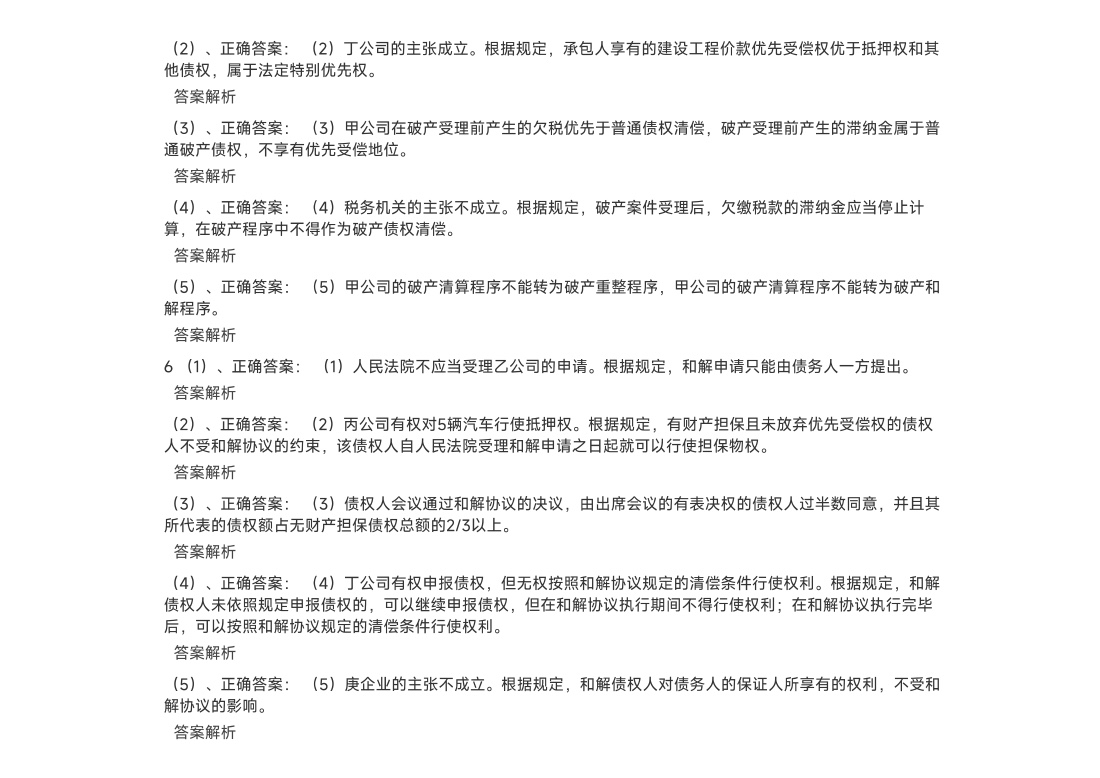 （2）、正确答案： （2）丁公司的主张成立。根据规定，承包人享有的建设工程价款优先受偿权优于抵押权和其
他债权，属于法定特别优先权。
答案解析
（3）、正确答案： （3）甲公司在破产受理前产生的欠税优先于普通债权清偿，破产受理前产生的滞纳金属于普
通破产债权，不享有优先受偿地位。
答案解析
（4）、正确答案： （4）税务机关的主张不成立。根据规定，破产案件受理后，欠缴税款的滞纳金应当停止计
算，在破产程序中不得作为破产债权清偿。
答案解析
（5）、正确答案： （5）甲公司的破产清算程序不能转为破产重整程序，甲公司的破产清算程序不能转为破产和
解程序。
答案解析
6 （1）、正确答案： （1）人民法院不应当受理乙公司的申请。根据规定，和解申请只能由债务人一方提出。
答案解析
（2）、正确答案： （2）丙公司有权对5辆汽车行使抵押权。根据规定，有财产担保且未放弃优先受偿权的债权
人不受和解协议的约束，该债权人自人民法院受理和解申请之日起就可以行使担保物权。
答案解析
（3）、正确答案： （3）债权人会议通过和解协议的决议，由出席会议的有表决权的债权人过半数同意，并且其
所代表的债权额占无财产担保债权总额的2/3以上。
答案解析
（4）、正确答案： （4）丁公司有权申报债权，但无权按照和解协议规定的清偿条件行使权利。根据规定，和解
债权人未依照规定申报债权的，可以继续申报债权，但在和解协议执行期间不得行使权利；在和解协议执行完毕
后，可以按照和解协议规定的清偿条件行使权利。
答案解析
（5）、正确答案： （5）庚企业的主张不成立。根据规定，和解债权人对债务人的保证人所享有的权利，不受和
解协议的影响。
答案解析